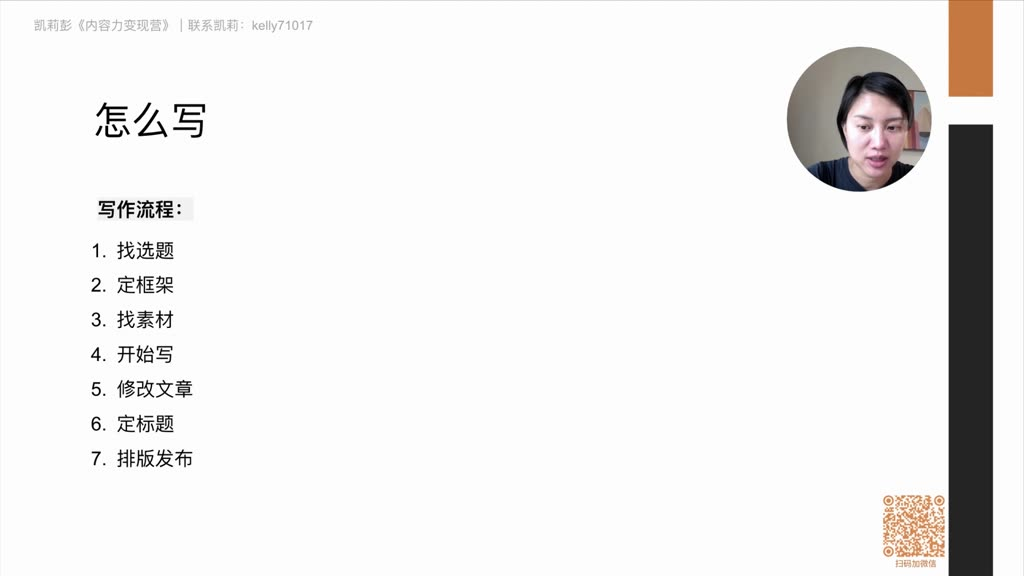 凯莉彭《内容力变现营》｜联系凯莉：kelly71017
怎么写
写作流程：
1. 找选题
2. 定框架
3. 找素材
4. 开始写
5. 修改文章
6. 定标题
7. 排版发布
扫码加微信